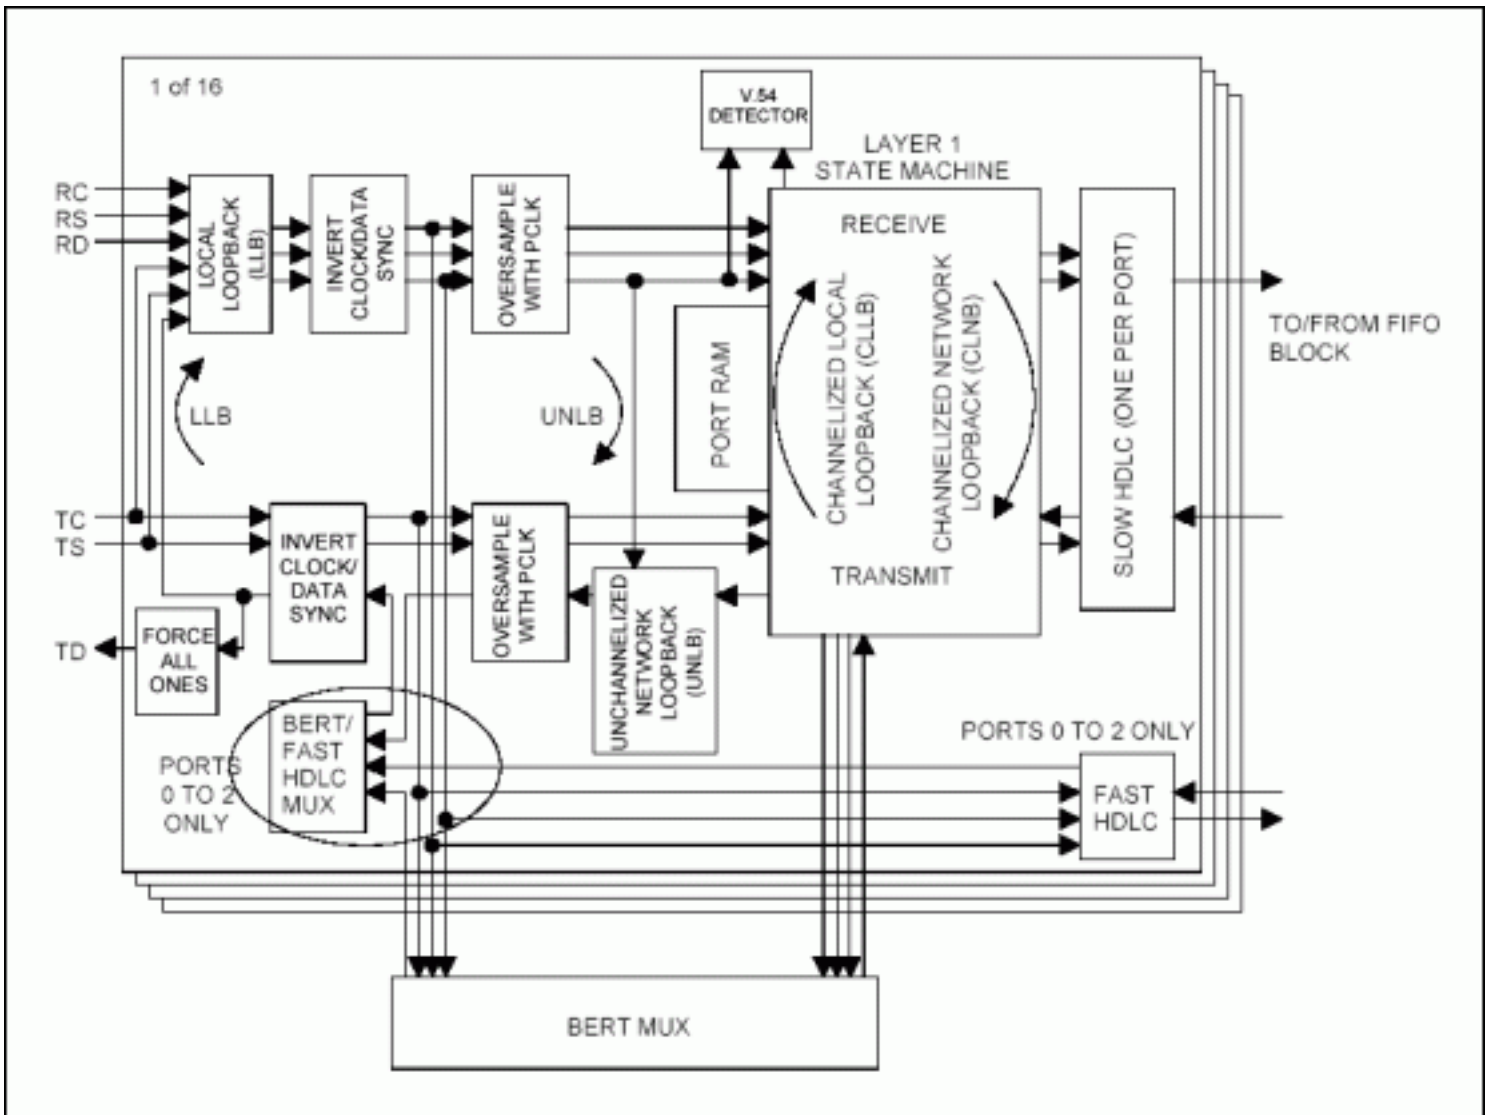 1 of 16
V.54
DETECTOR
LAYER 1
STATE MACHINE
RC
RS
RD
LOCAL
LOOPBACK
(LLB)
INVERT
CLOCK/DATA
SYNC
OVERSAMPLE
WITH PCLK
RECEIVE
CHANNELIZED LOCAL
LOOPBACK (CLLB)
CHANNELIZED NETWORK
LOOPBACK (CLNB)
TRANSMIT
PORT RAM
SLOW HDLC (ONE PER PORT)
TO/FROM FIFO
BLOCK
LLB
UNLB
TC
TS
TD
INVERT
CLOCK/
DATA
SYNC
OVERSAMPLE
WITH PCLK
UNCHANNELIZED
NETWORK
LOOPBACK
(UNLB)
FORCE
ALL
ONES
BERT/
FAST
HDLC
MUX
PORTS
0 TO 2
ONLY
PORTS 0 TO 2 ONLY
FAST
HDLC
BERT MUX